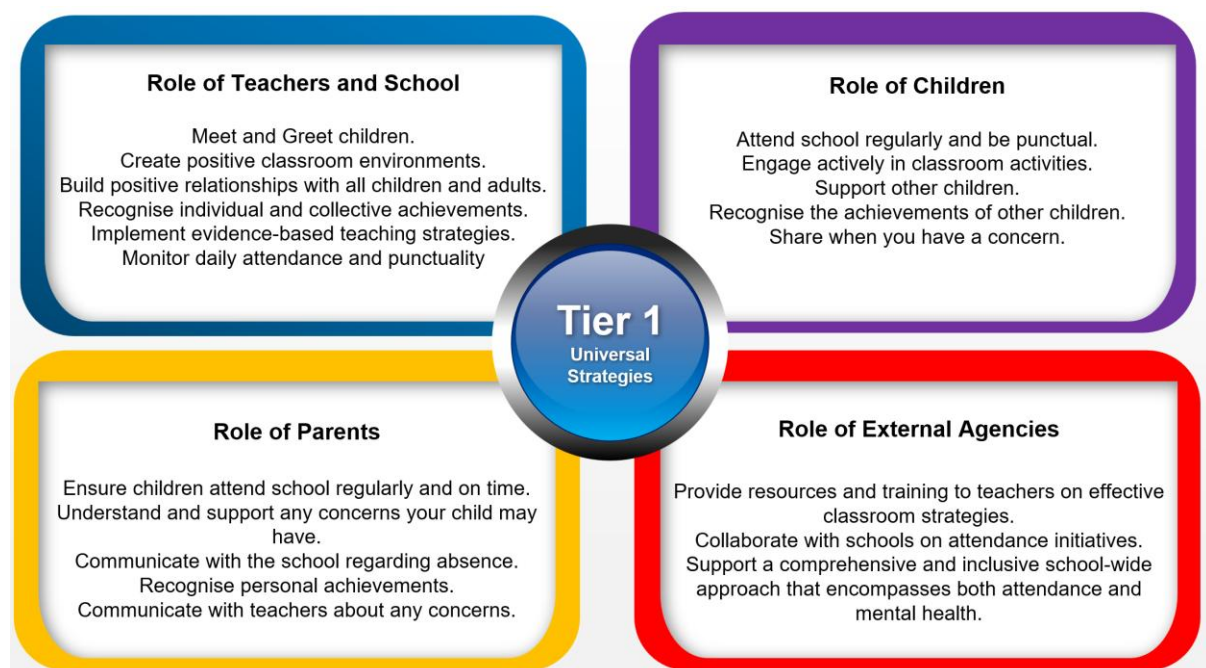 Role of Teachers and School
Meet and Greet children.
Create positive classroom environments.
Build positive relationships with all children and adults.
Recognise individual and collective achievements.
Implement evidence-based teaching strategies.
Monitor daily attendance and punctuality
Role of Children
Attend school regularly and be punctual.
Engage actively in classroom activities.
Support other children.
Recognise the achievements of other children.
Share when you have a concern.
Tier 1
Universal
Strategies
Role of Parents
Ensure children attend school regularly and on time.
Understand and support any concerns your child may
have.
Communicate with the school regarding absence.
Recognise personal achievements.
Communicate with teachers about any concerns.
Role of External Agencies
Provide resources and training to teachers on effective
classroom strategies.
Collaborate with schools on attendance initiatives.
Support a comprehensive and inclusive school-wide
approach that encompasses both attendance and
mental health.